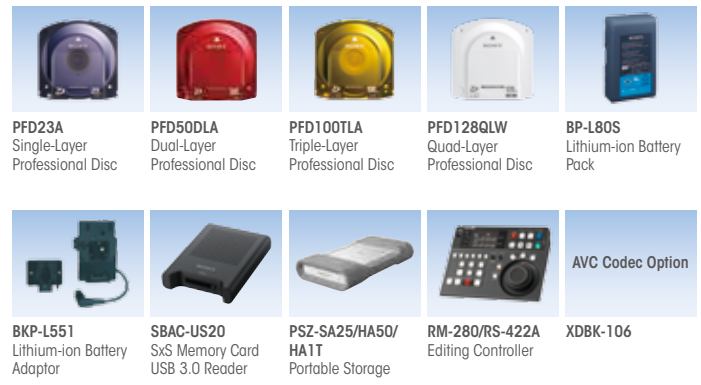 PFD23A
Single-Layer
Professional Disc
PFD50DLA
Dual-Layer
Professional Disc
PFD100TLA
Triple-Layer
Professional Disc
PFD128QLW
Quad-Layer
Professional Disc
BP-L80S
Lithium-ion Battery
Pack
AVC Codec Option
BKP-L551
Lithium-ion Battery
Adaptor
SBAC-US20
SxS Memory Card
USB 3.0 Reader
PSZ-SA25/HA50/
HA1T
Portable Storage
RM-280/RS-422A
Editing Controller
XDBK-106